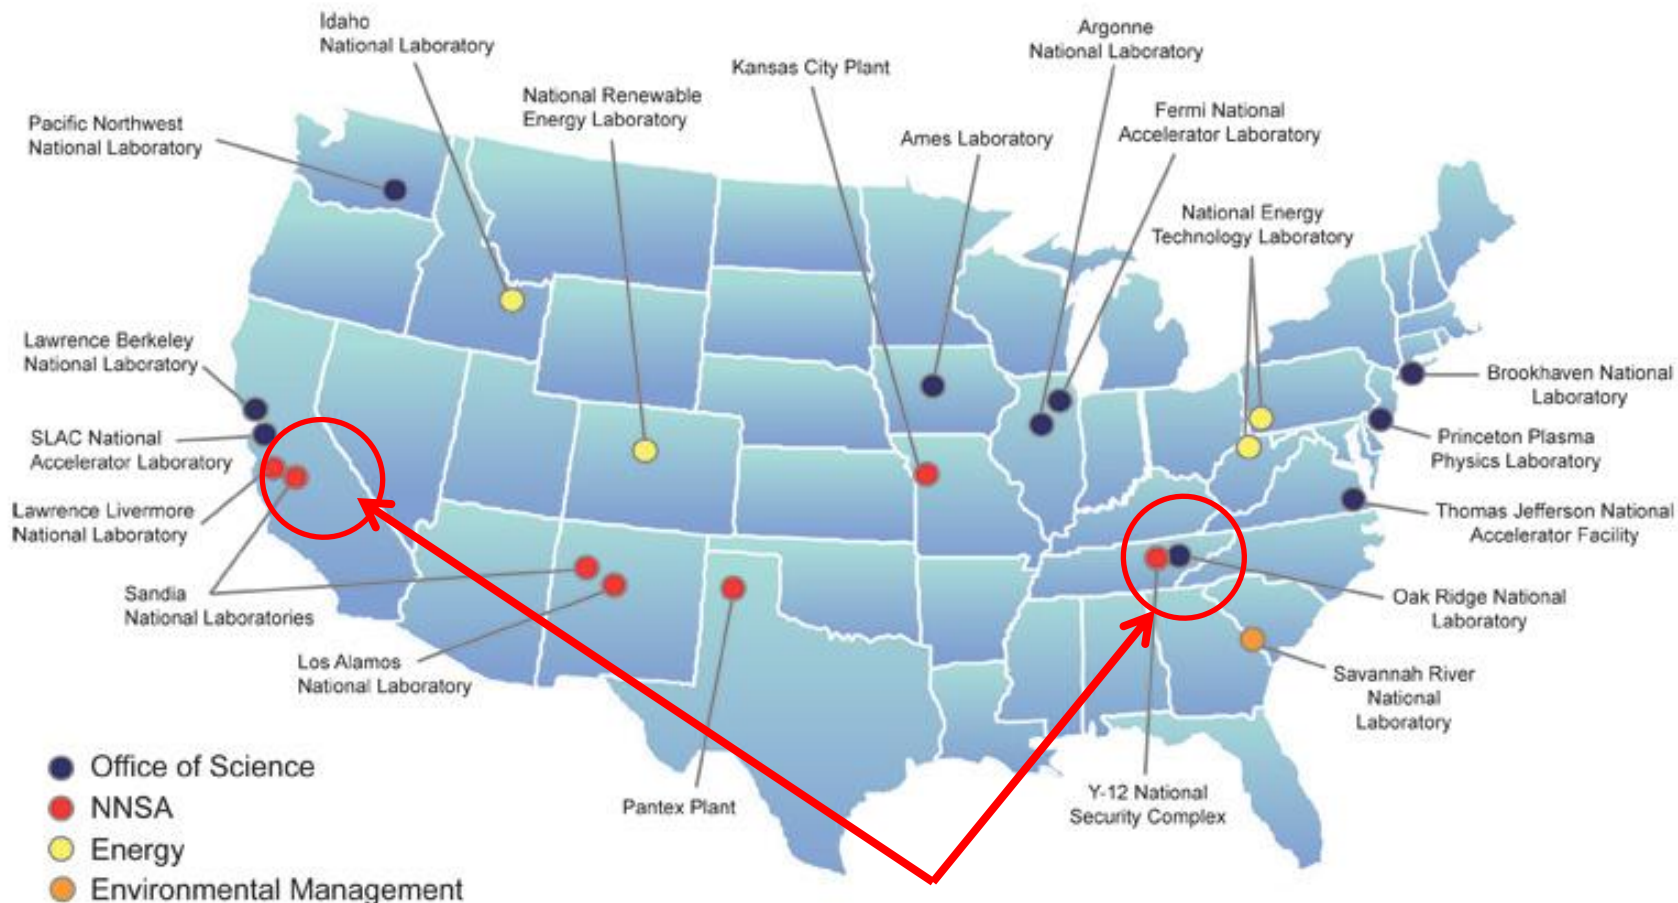 Idaho
National Laboratory
Argonne
National Laboratory
Kansas City Plant
National Renewable
Energy Laboratory
Fermi National
Accelerator Laboratory
Pacific Northwest
National Laboratory
Ames Laboratory
National Energy
Technology Laboratory
Lawrence Berkeley
National Laboratory
Brookhaven National
Laboratory
SLAC National
Accelerator Laboratory
Princeton Plasma
Physics Laboratory
Lawrence Livermore
National Laboratory
Thomas Jefferson National
Accelerator Facility
Sandia
National Laboratories
Oak Ridge National
Laboratory
Los Alamos
National Laboratory
Savannah River
National
Laboratory
Pantex Plant
Y-12 National
Security Complex
Office of Science
NNSA
Energy
Environmental Management